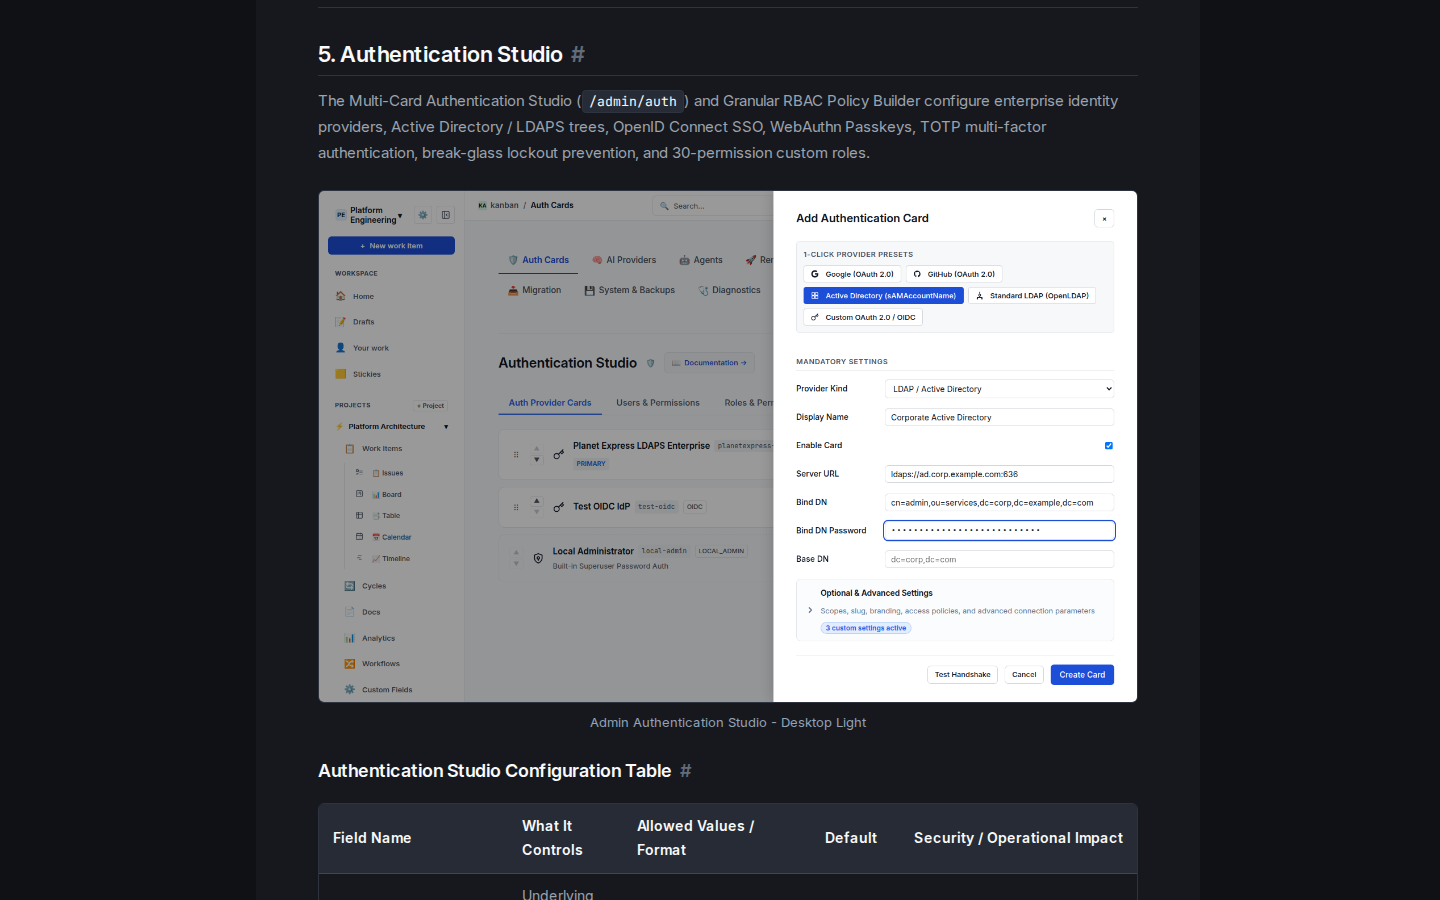 5. Authentication Studio #
The Multi-Card Authentication Studio ( /admin/auth ) and Granular RBAC Policy Builder configure enterprise identity
providers, Active Directory / LDAPS trees, OpenID Connect SSO, WebAuthn Passkeys, TOTP multi-factor
authentication, break-glass lockout prevention, and 30-permission custom roles.
PE Platform Engineering ▾
+ New work item
WORKSPACE
Home
Drafts
Your work
Stickies
PROJECTS + Project
Platform Architecture ▾
Work Items
Issues
Board
Table
Calendar
Timeline
Cycles
Docs
Analytics
Workflows
Custom Fields
KA kanban / Auth Cards
Search...
Auth Cards AI Providers Agents
Migration System & Backups Diagnostics
Authentication Studio Documentation →
Auth Provider Cards Users & Permissions
Planet Express LDAPS Enterprise planetexpress-
PRIMARY
Test OIDC IdP test-oidc OIDC
Local Administrator local-admin LOCAL_ADMIN
Built-in Superuser Password Auth
Add Authentication Card ×
1-CLICK PROVIDER PRESETS
Google (OAuth 2.0) GitHub (OAuth 2.0)
Active Directory (sAMAccountName) Standard LDAP (OpenLDAP)
Custom OAuth 2.0 / OIDC
MANDATORY SETTINGS
Provider Kind LDAP / Active Directory
Display Name Corporate Active Directory
Enable Card
Server URL ldaps://ad.corp.example.com:636
Bind DN cn=admin,ou=services,dc=corp,dc=example,dc=com
Bind DN Password
Base DN dc=corp,dc=com
Optional & Advanced Settings
Scopes, slug, branding, access policies, and advanced connection parameters
3 custom settings active
Test Handshake Cancel Create Card
Admin Authentication Studio - Desktop Light
Authentication Studio Configuration Table #
Field Name
What It
Controls
Allowed Values /
Format
Default
Security / Operational Impact
Underlying